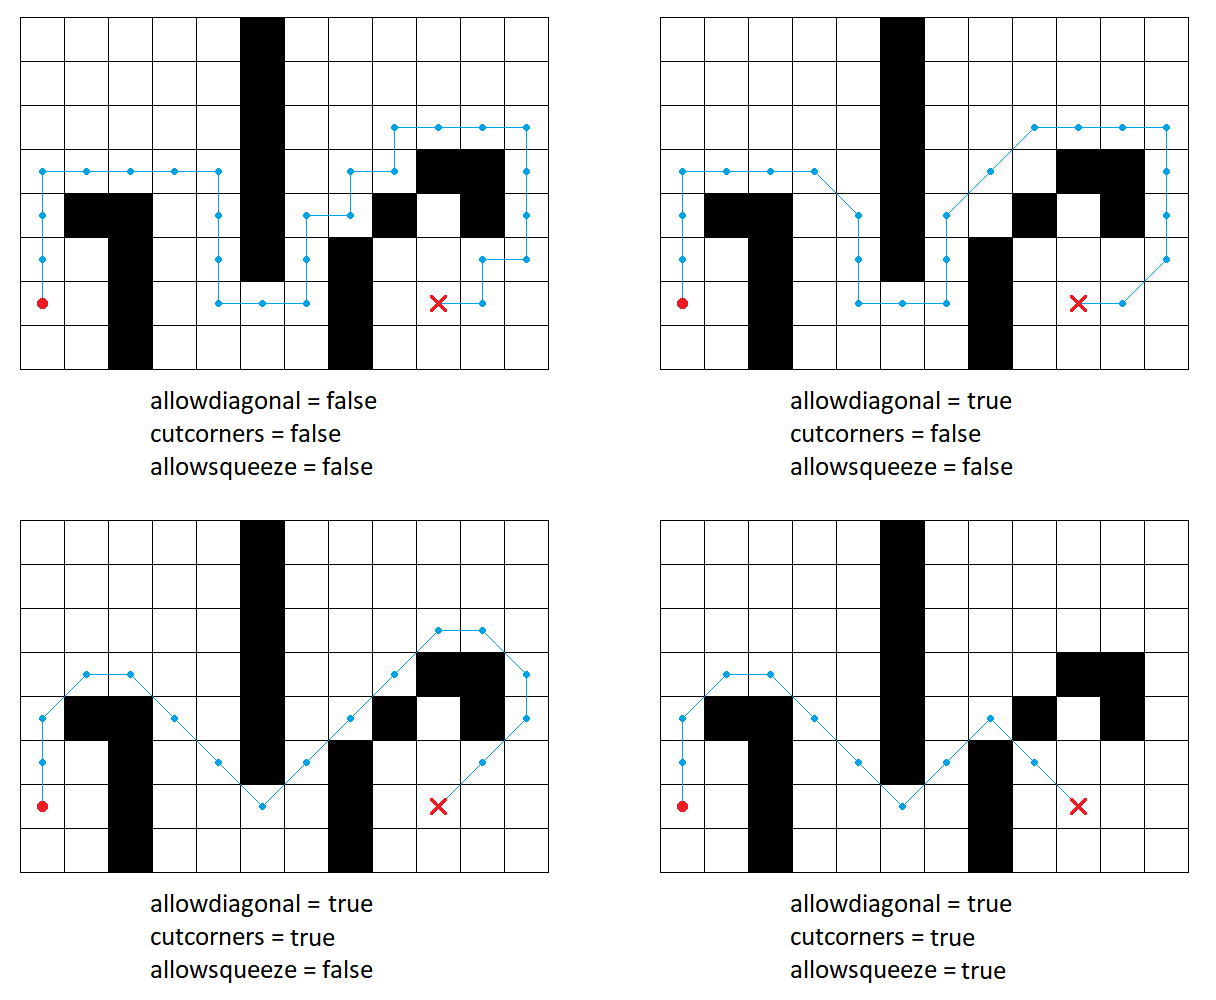 allowdiagonal = false
cutcorners = false
allowsqueeze = false
allowdiagonal = true
cutcorners = false
allowsqueeze = false
allowdiagonal = true
cutcorners = true
allowsqueeze = false
allowdiagonal = true
cutcorners = true
allowsqueeze = true